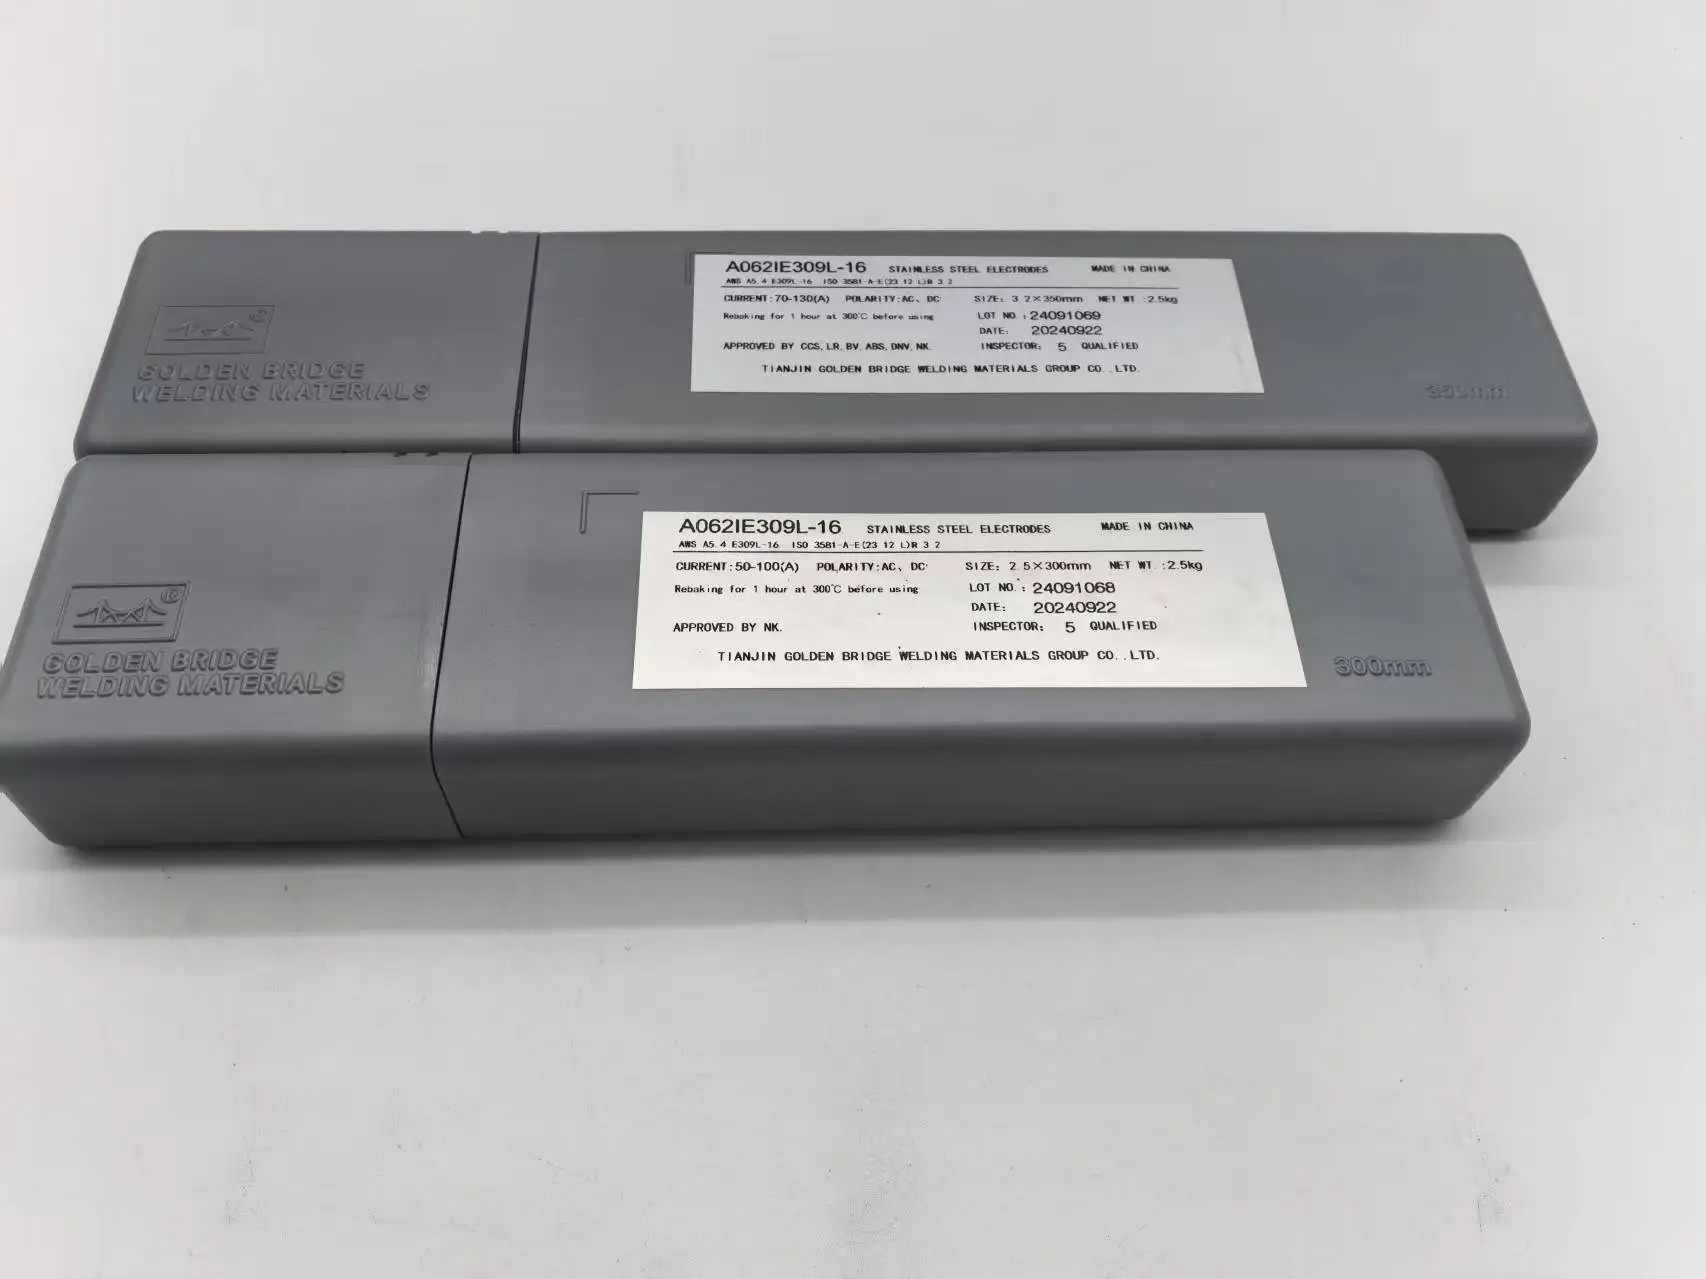 A062IE309L-16 STAINLESS STEEL ELECTRODES MADE IN CHINA
AWS A5.4 E309L-16 ISO 3581-A-E(23 12 L)R 3 2
CURRENT:70-130(A) POLARITY:AC、DC+ SIZE: 3.2×350mm NET WT.:2.5kg
Rebaking for 1 hour at 300°C before using LOT NO.:24091069
DATE: 20240922
APPROVED BY CCS, LR, BV, ABS, DNV, NK. INSPECTOR: 5 QUALIFIED
TIANJIN GOLDEN BRIDGE WELDING MATERIALS GROUP CO.,LTD.
GOLDEN BRIDGE
WELDING MATERIALS
®
350mm
A062IE309L-16 STAINLESS STEEL ELECTRODES MADE IN CHINA
AWS A5.4 E309L-16 ISO 3581-A-E(23 12 L)R 3 2
CURRENT:50-100(A) POLARITY:AC、DC+ SIZE: 2.5×300mm NET WT.:2.5kg
Rebaking for 1 hour at 300°C before using LOT NO.:24091068
DATE: 20240922
APPROVED BY NK. INSPECTOR: 5 QUALIFIED
TIANJIN GOLDEN BRIDGE WELDING MATERIALS GROUP CO.,LTD.
®
GOLDEN BRIDGE
WELDING MATERIALS
300mm